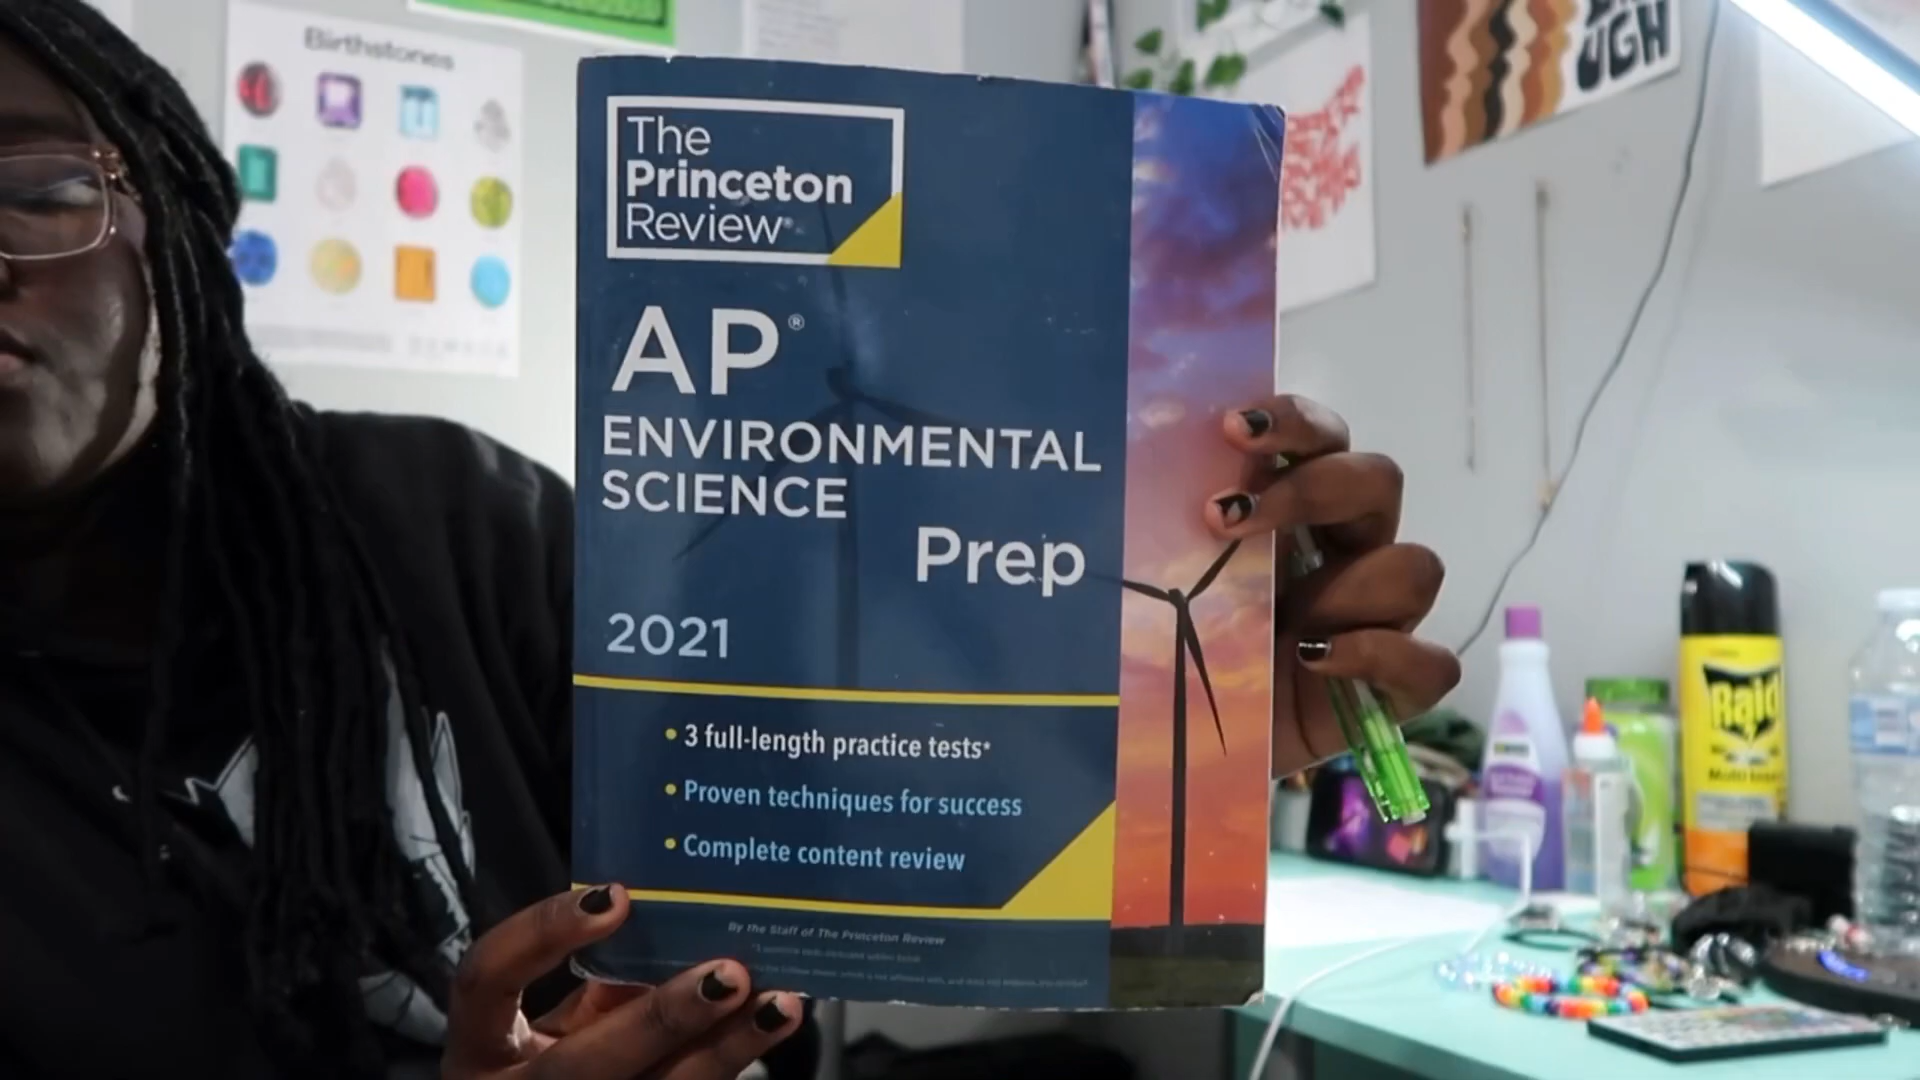 Birthstones
UGH
The
Princeton
Review®
AP®
ENVIRONMENTAL
SCIENCE
Prep
2021
• 3 full-length practice tests*
• Proven techniques for success
• Complete content review
By the Staff of The Princeton Review
Raid